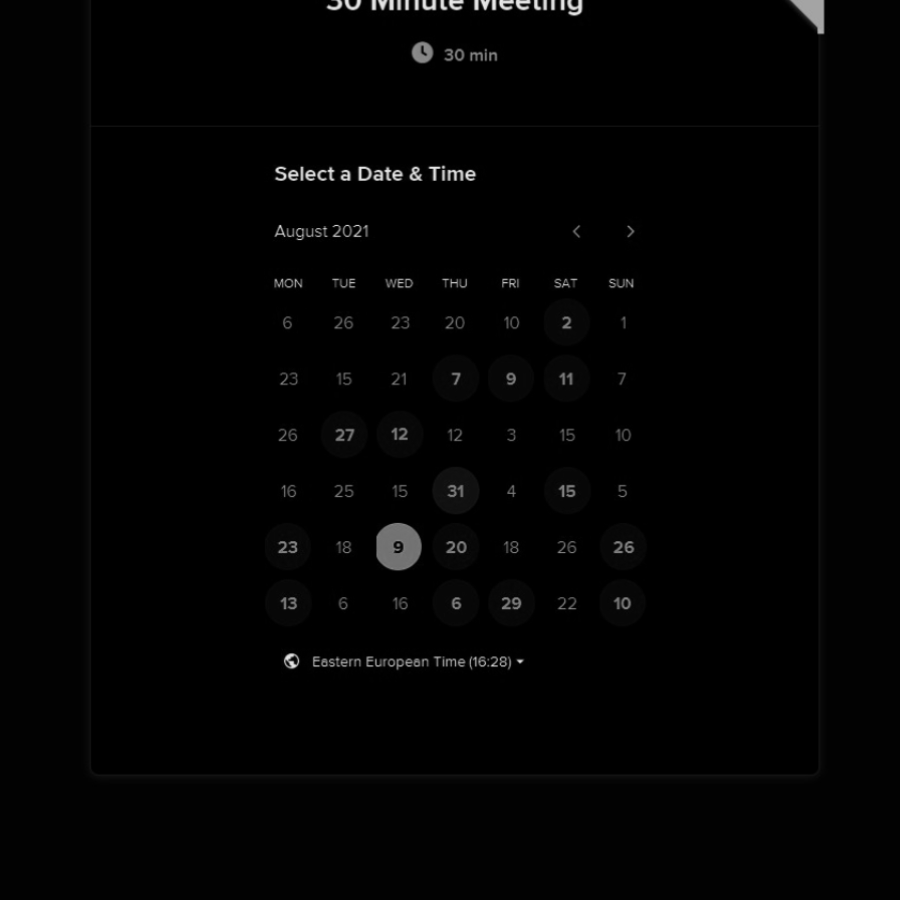 30 Minute Meeting
30 min
Select a Date & Time
August 2021
MON TUE WED THU FRI SAT SUN
6 26 23 20 10 2 1
23 15 21 7 9 11 7
26 27 12 12 3 15 10
16 25 15 31 4 15 5
23 18 9 20 18 26 26
13 6 16 6 29 22 10
Eastern European Time (16:28)